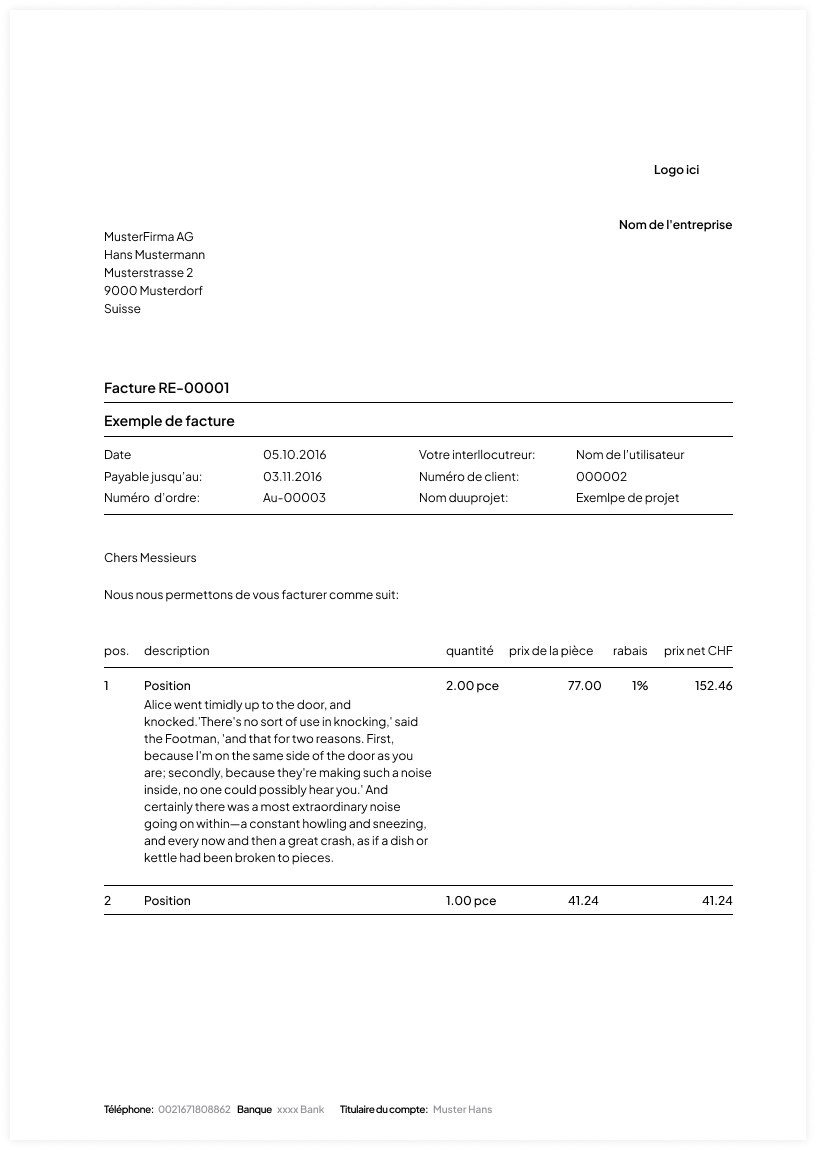 Logo ici
Nom de l'entreprise
MusterFirma AG
Hans Mustermann
Musterstrasse 2
9000 Musterdorf
Suisse
Facture RE-00001
Exemple de facture
Date 05.10.2016 Votre interllocutreur: Nom de l'utilisateur
Payable jusqu'au: 03.11.2016 Numéro de client: 000002
Numéro d'ordre: Au-00003 Nom duuprojet: Exemlpe de projet
Chers Messieurs
Nous nous permettons de vous facturer comme suit:
pos. description quantité prix de la pièce rabais prix net CHF
1 Position 2.00 pce 77.00 1% 152.46
Alice went timidly up to the door, and
knocked.'There's no sort of use in knocking,' said
the Footman, 'and that for two reasons. First,
because I'm on the same side of the door as you
are; secondly, because they're making such a noise
inside, no one could possibly hear you.' And
certainly there was a most extraordinary noise
going on within—a constant howling and sneezing,
and every now and then a great crash, as if a dish or
kettle had been broken to pieces.
2 Position 1.00 pce 41.24 41.24
Téléphone: 0021671808862 Banque xxxx Bank Titulaire du compte: Muster Hans